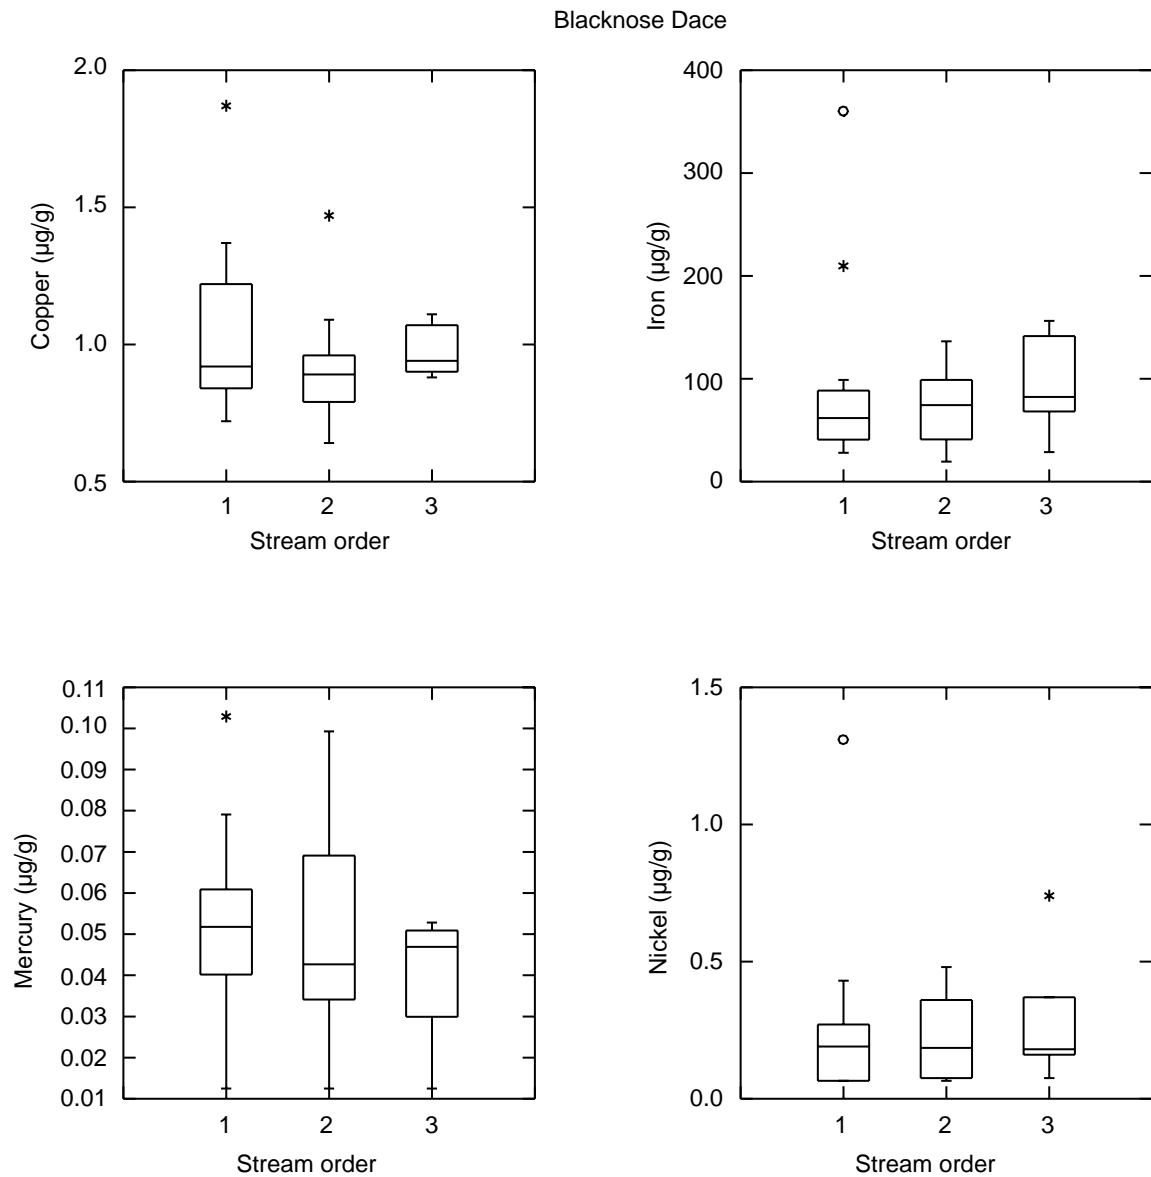 Blacknose Dace
2.0
1.5
1.0
0.5
Copper (µg/g)
1 2 3
Stream order
400
300
200
100
0
Iron (µg/g)
1 2 3
Stream order
0.11
0.10
0.09
0.08
0.07
0.06
0.05
0.04
0.03
0.02
0.01
Mercury (µg/g)
1 2 3
Stream order
1.5
1.0
0.5
0.0
Nickel (µg/g)
1 2 3
Stream order